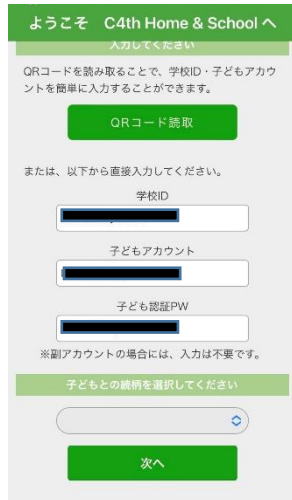 ようこそ　C4th Home & School へ
入力してください
QRコードを読み取ることで、学校ID・子どもアカウ
ントを簡単に入力することができます。
QRコード読取
または、以下から直接入力してください。
学校ID
子どもアカウント
子ども認証PW
※副アカウントの場合には、入力は不要です。
子どもとの続柄を選択してください
次へ